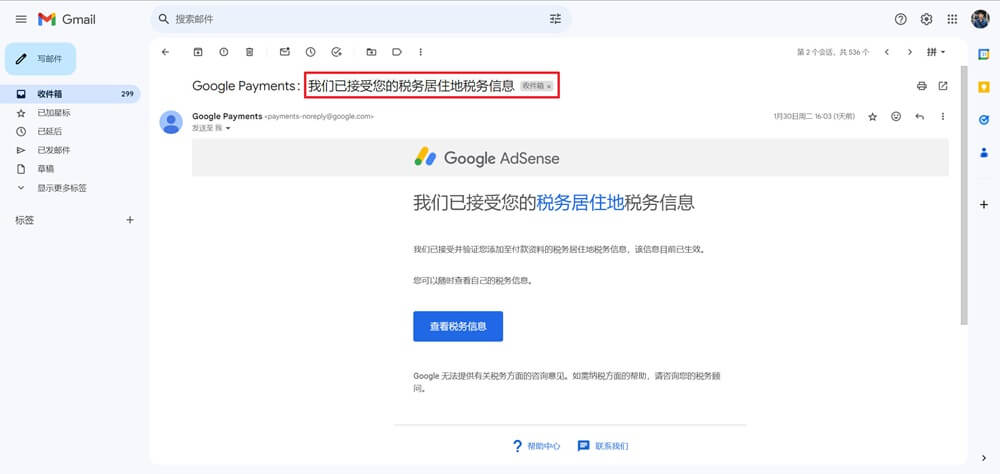 Gmail
搜索邮件
写邮件
收件箱 299
已加星标
已延后
已发邮件
草稿
显示更多标签
标签
第 2 个会话，共 536 个
拼
Google Payments：我们已接受您的税务居住地税务信息 收件箱 ×
Google Payments <payments-noreply@google.com>
1月30日周二 16:03 (1天前)
发送至 我
Google AdSense
我们已接受您的税务居住地税务信息
我们已接受并验证您添加至付款资料的税务居住地税务信息，该信息目前已生效。
您可以随时查看自己的税务信息。
查看税务信息
Google 无法提供有关税务方面的咨询意见。如需纳税方面的帮助，请咨询您的税务顾
问。
帮助中心
联系我们